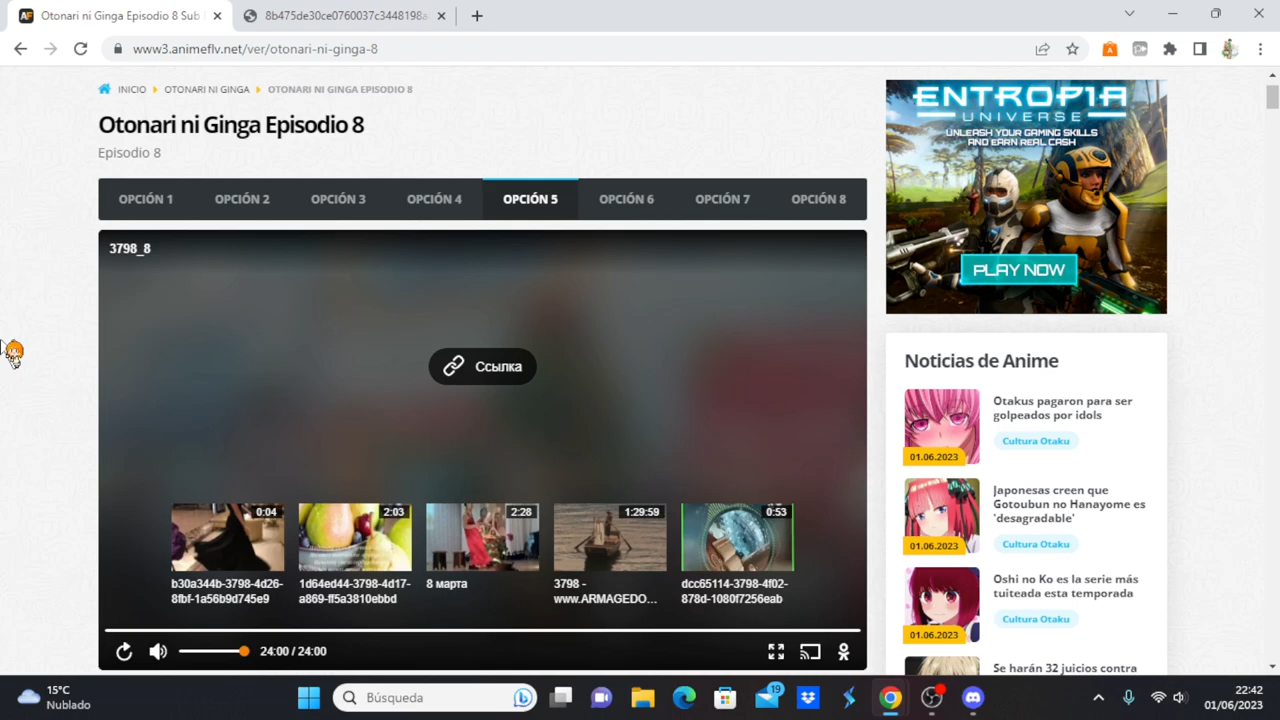 Otonari ni Ginga Episodio 8 Sub
8b475de30ce0760037c3448198a
www3.animeflv.net/ver/otonari-ni-ginga-8
INICIO OTONARI NI GINGA OTONARI NI GINGA EPISODIO 8
Otonari ni Ginga Episodio 8
Episodio 8
OPCIÓN 1 OPCIÓN 2 OPCIÓN 3 OPCIÓN 4 OPCIÓN 5 OPCIÓN 6 OPCIÓN 7 OPCIÓN 8
3798_8
Ссылка
0:04
2:03
2:28
1:29:59
0:53
b30a344b-3798-4d26-
8fbf-1a56b9d745e9
1d64ed44-3798-4d17-
a869-ff5a3810ebbd
8 марта
3798 -
www.ARMAGEDO...
dcc65114-3798-4f02-
878d-1080f7256eab
24:00 / 24:00
ENTROPIA
UNIVERSE
UNLEASH YOUR GAMING SKILLS
AND EARN REAL CASH
PLAY NOW
Noticias de Anime
Otakus pagaron para ser
golpeados por idols
Cultura Otaku
01.06.2023
Japonesas creen que
Gotoubun no Hanayome es
'desagradable'
Cultura Otaku
01.06.2023
Oshi no Ko es la serie más
tuiteada esta temporada
Cultura Otaku
01.06.2023
Se harán 32 juicios contra
15°C
Nublado
Búsqueda
19
22:42
01/06/2023